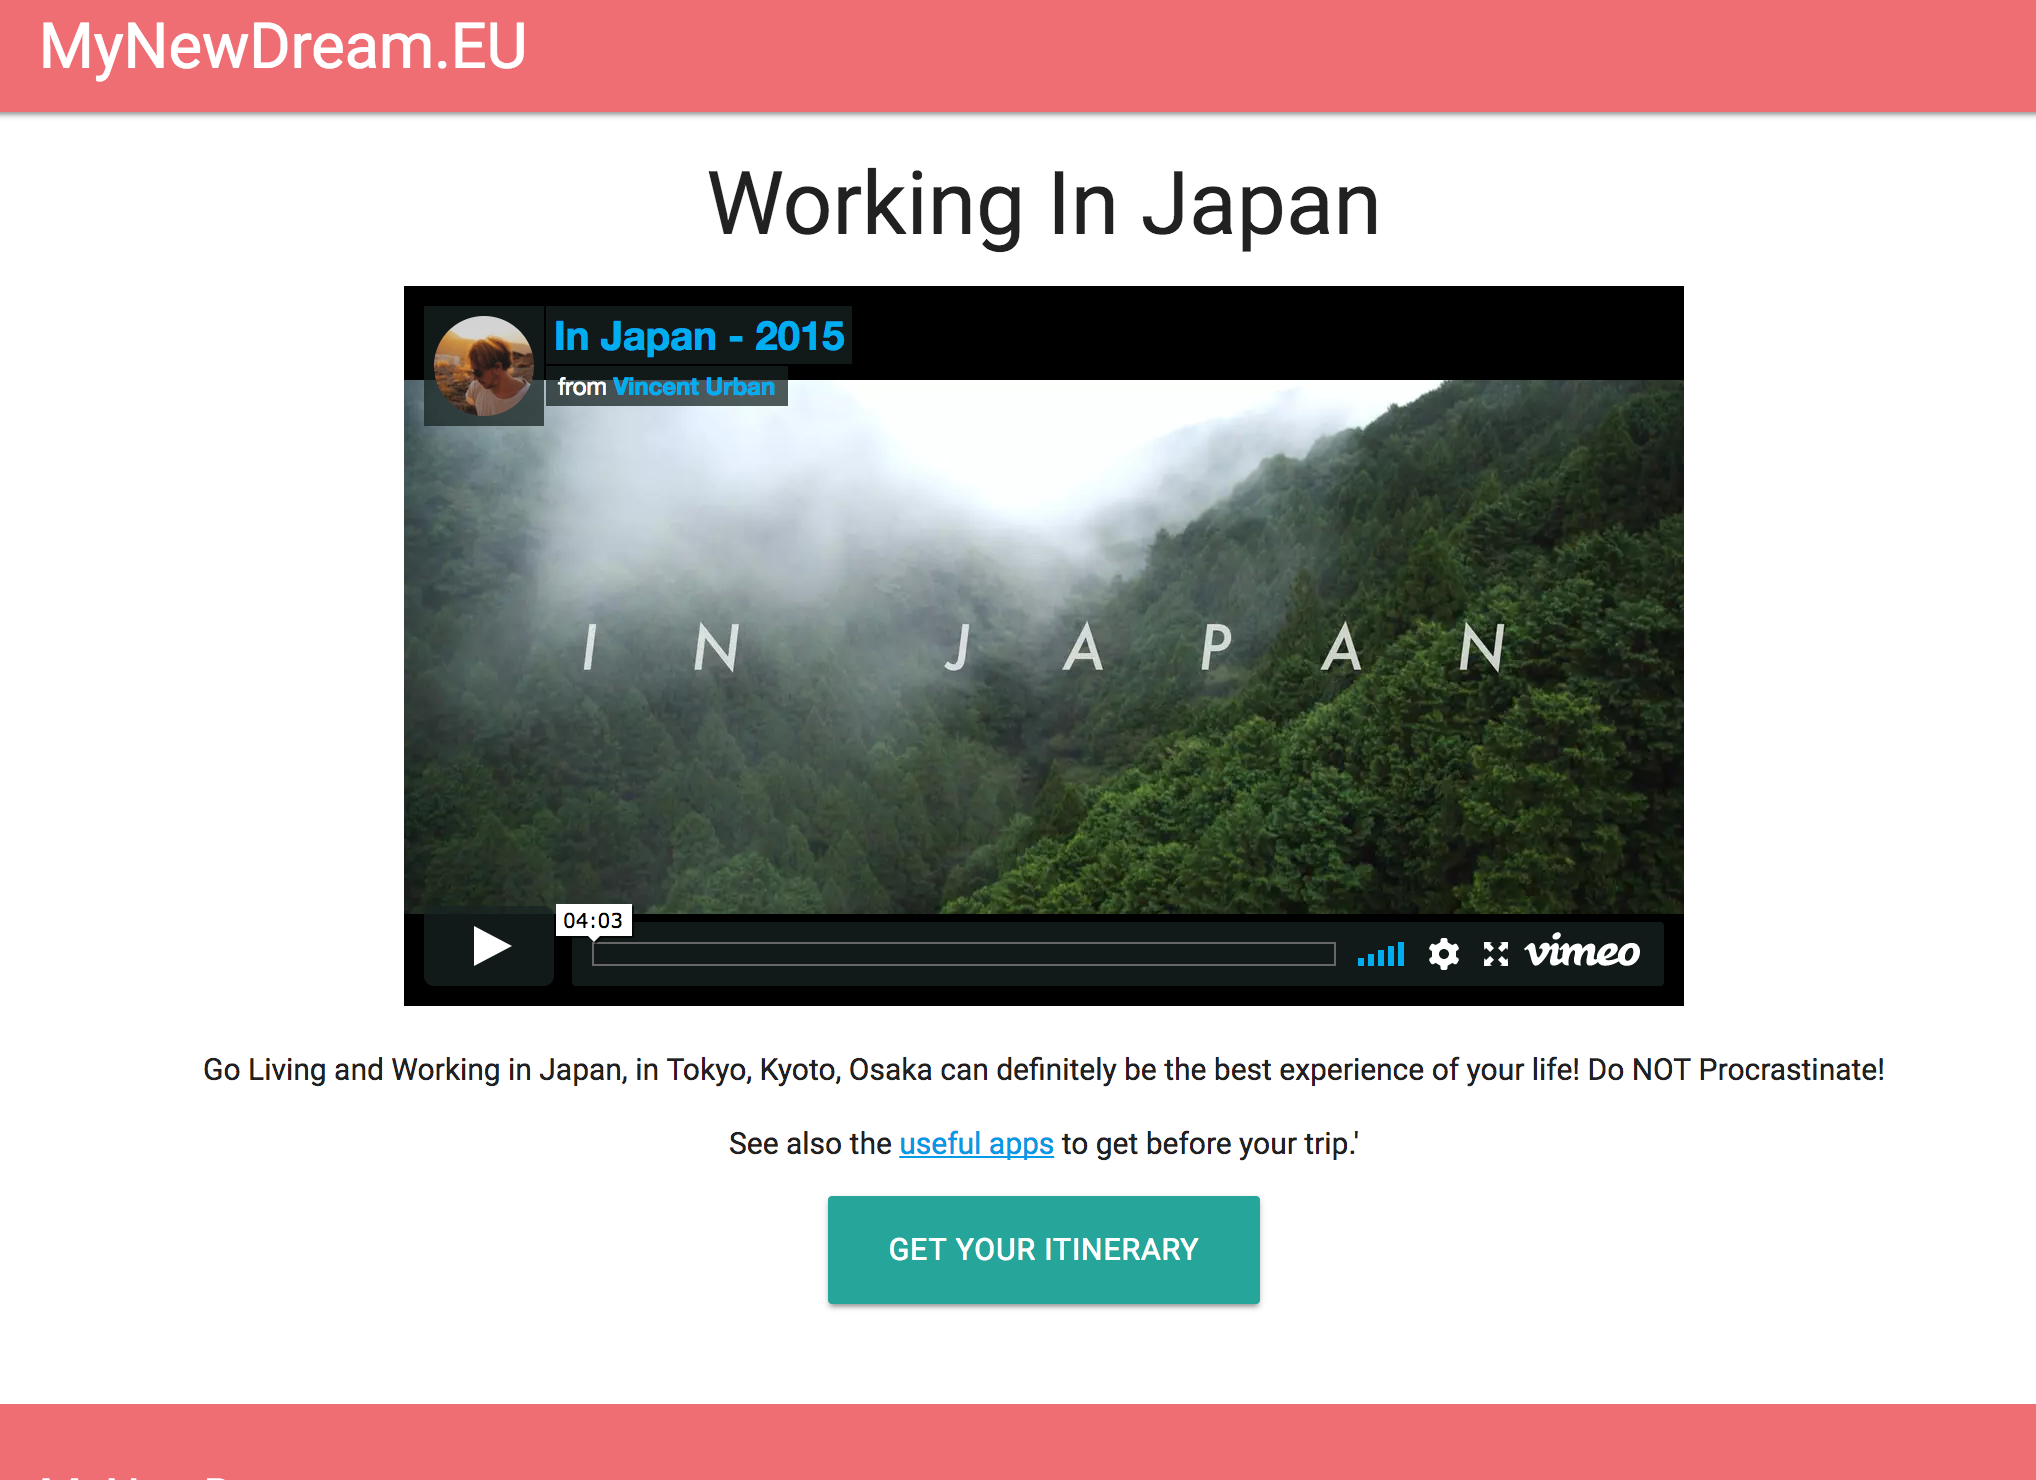 MyNewDream.EU
Working In Japan
In Japan - 2015
from Vincent Urban
IN JAPAN
04:03
vimeo
Go Living and Working in Japan, in Tokyo, Kyoto, Osaka can definitely be the best experience of your life! Do NOT Procrastinate!
See also the useful apps to get before your trip.'
GET YOUR ITINERARY